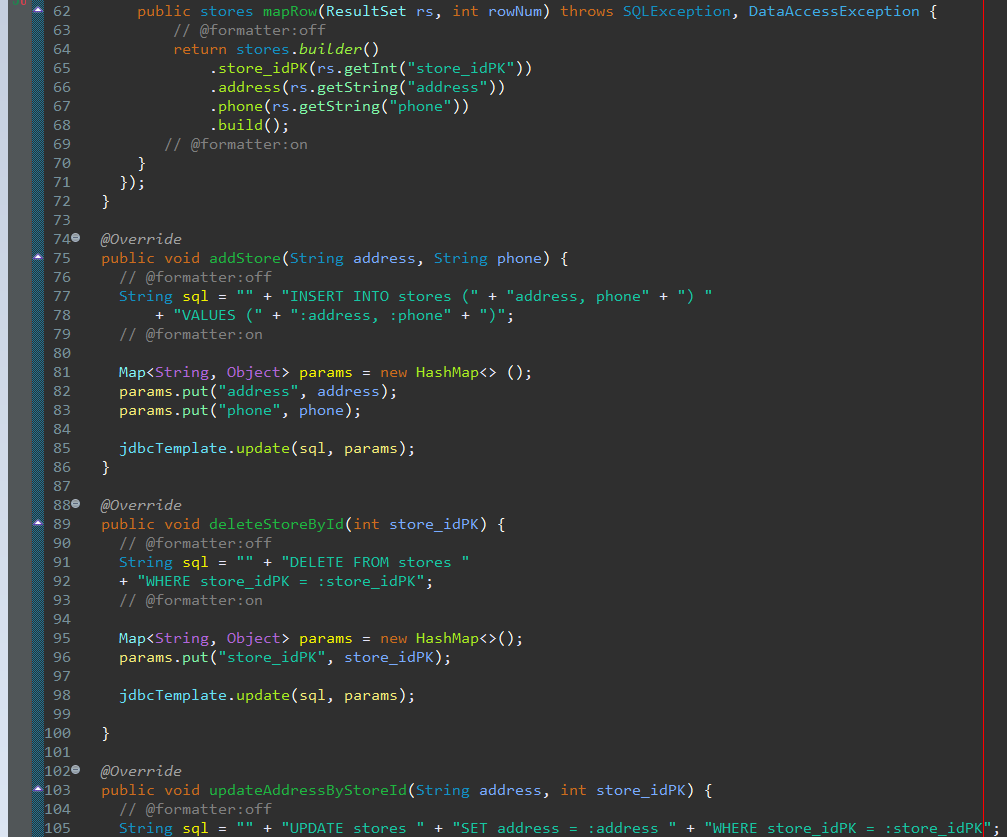 62 public stores mapRow(ResultSet rs, int rowNum) throws SQLException, DataAccessException {
63 // @formatter:off
64 return stores.builder()
65 .store_idPK(rs.getInt("store_idPK"))
66 .address(rs.getString("address"))
67 .phone(rs.getString("phone"))
68 .build();
69 // @formatter:on
70 }
71 });
72 }
73
74 @Override
75 public void addStore(String address, String phone) {
76 // @formatter:off
77 String sql = "" + "INSERT INTO stores (" + "address, phone" + ") "
78 + "VALUES (" + ":address, :phone" + ")";
79 // @formatter:on
80
81 Map<String, Object> params = new HashMap<> ();
82 params.put("address", address);
83 params.put("phone", phone);
84
85 jdbcTemplate.update(sql, params);
86 }
87
88 @Override
89 public void deleteStoreById(int store_idPK) {
90 // @formatter:off
91 String sql = "" + "DELETE FROM stores "
92 + "WHERE store_idPK = :store_idPK";
93 // @formatter:on
94
95 Map<String, Object> params = new HashMap<>();
96 params.put("store_idPK", store_idPK);
97
98 jdbcTemplate.update(sql, params);
99
100 }
101
102 @Override
103 public void updateAddressByStoreId(String address, int store_idPK) {
104 // @formatter:off
105 String sql = "" + "UPDATE stores " + "SET address = :address " + "WHERE store_idPK = :store_idPK";